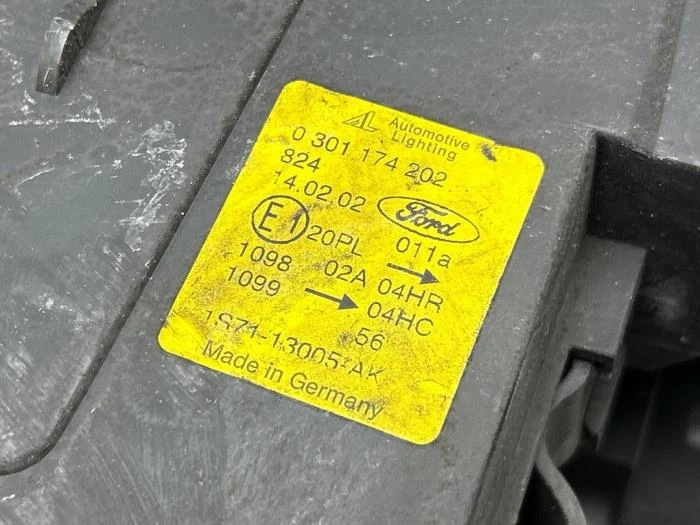 AL Automotive
Lighting
0 301 174 202
824
14.02.02 Ford
E1 20PL 011a
1098 02A → 04HR
1099 → 04HC
56
1S71-13005-AK
Made in Germany